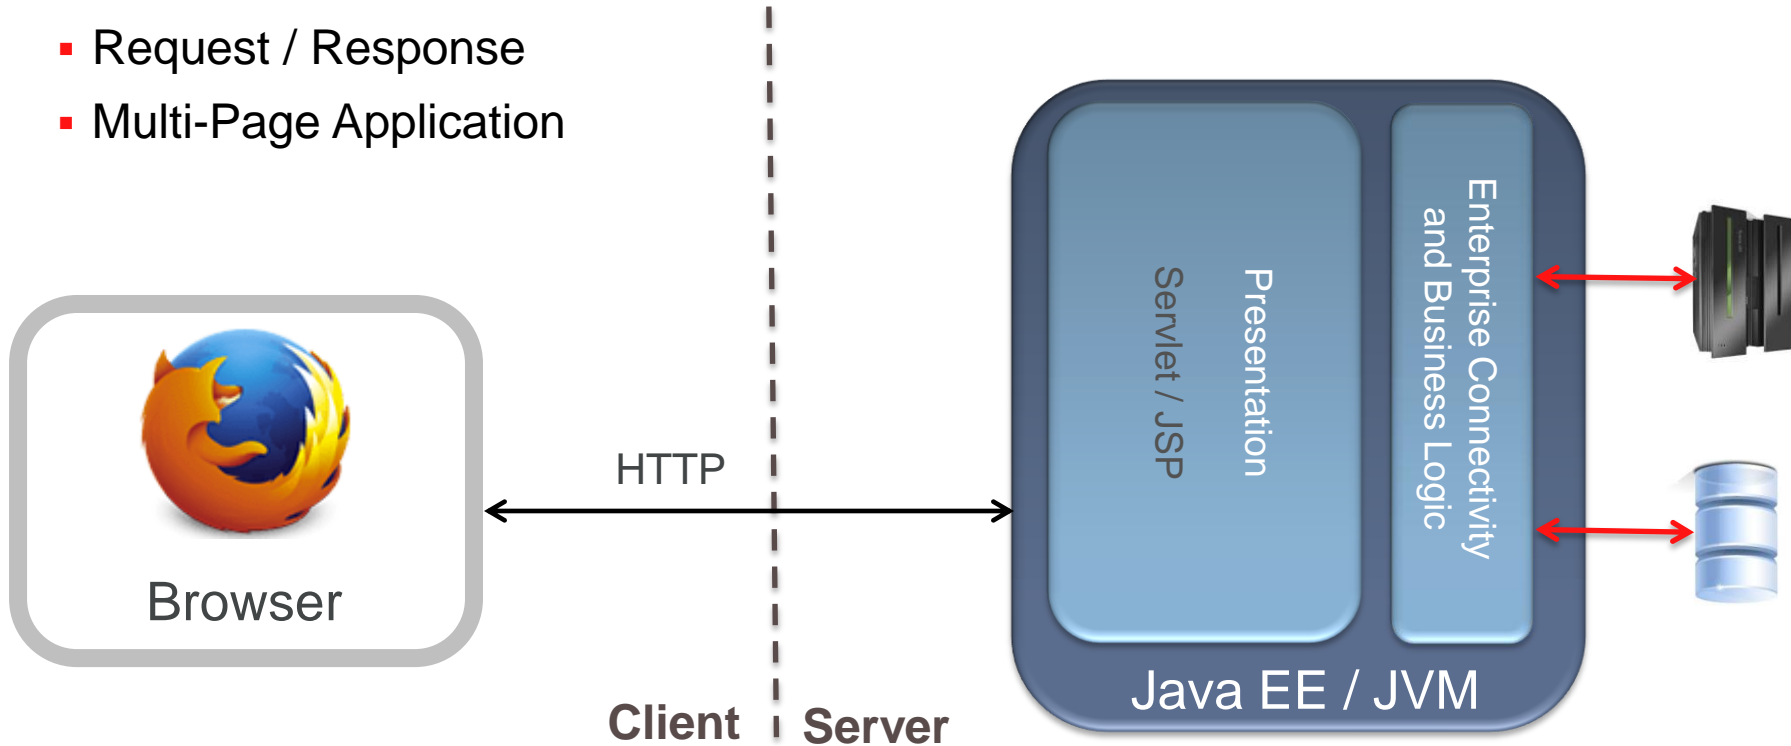 Request / Response
Multi-Page Application
Browser
HTTP
Client
Server
Presentation
Servlet / JSP
Enterprise Connectivity
and Business Logic
Java EE / JVM